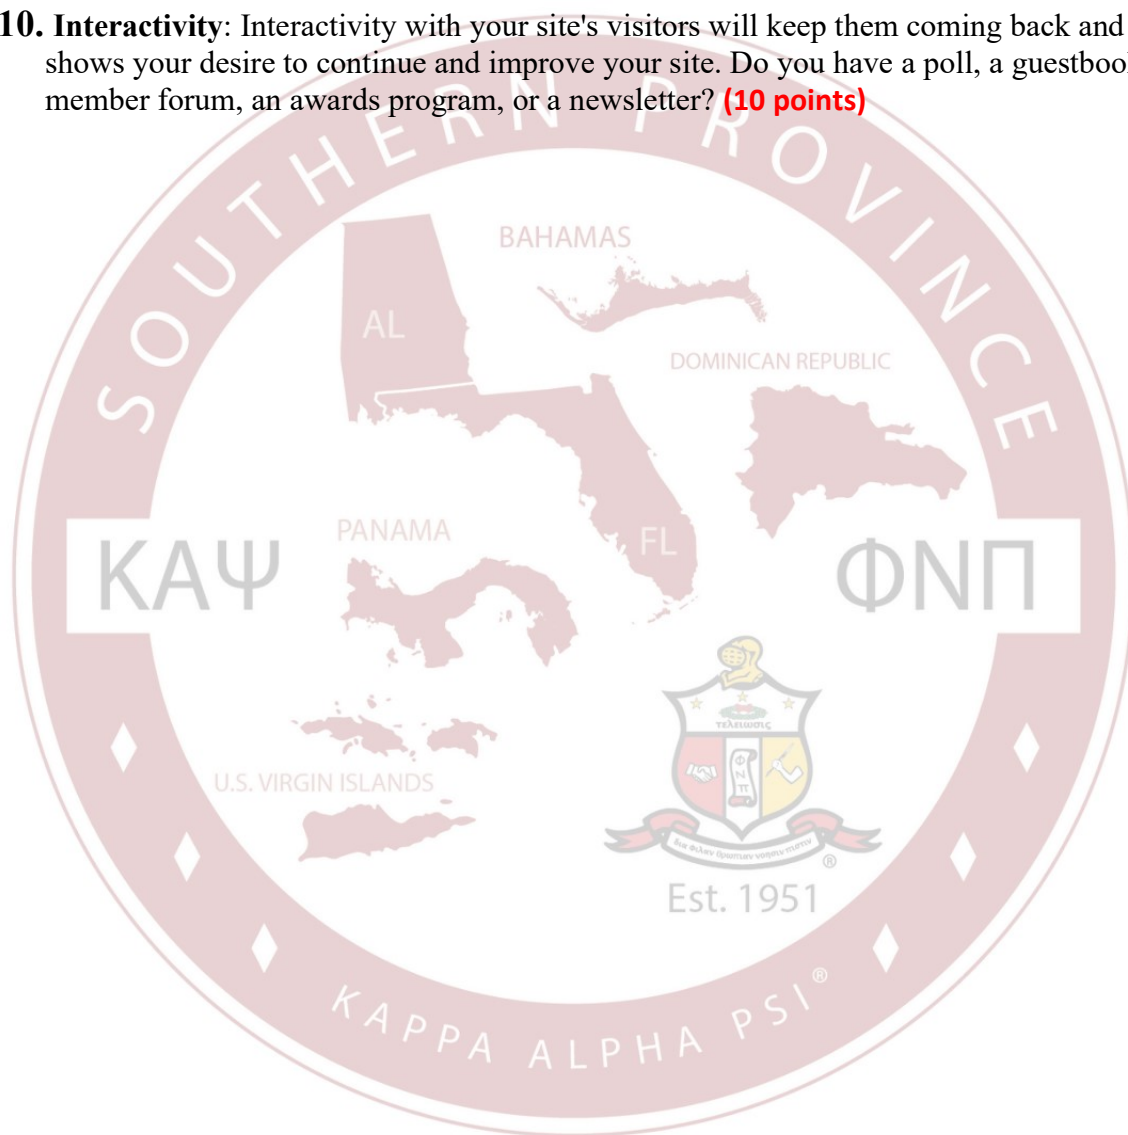 10. Interactivity: Interactivity with your site's visitors will keep them coming back and
shows your desire to continue and improve your site. Do you have a poll, a guestboo
member forum, an awards program, or a newsletter? (10 points)
SOUTHERN PROVINCE
BAHAMAS
AL
DOMINICAN REPUBLIC
PANAMA
FL
ΚΑΨ
ΦΝΠ
τελειωσις
Φ
Ν
π
U.S. VIRGIN ISLANDS
®
Est. 1951
KAPPA ALPHA PSI®